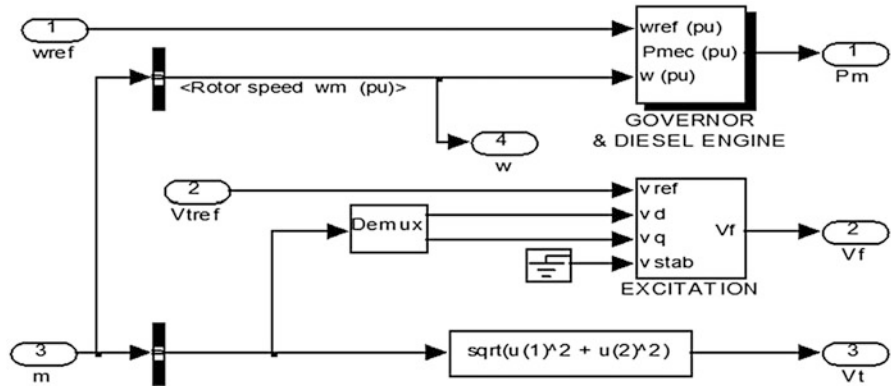 1
wref
wref (pu)
Pmec (pu)
w (pu)
1
Pm
<Rotor speed wm (pu)>
GOVERNOR
& DIESEL ENGINE
4
w
2
Vtref
Demux
vref
vd
vq
vstab
Vf
2
Vf
EXCITATION
3
m
sqrt(u(1)^2 + u(2)^2)
3
Vt